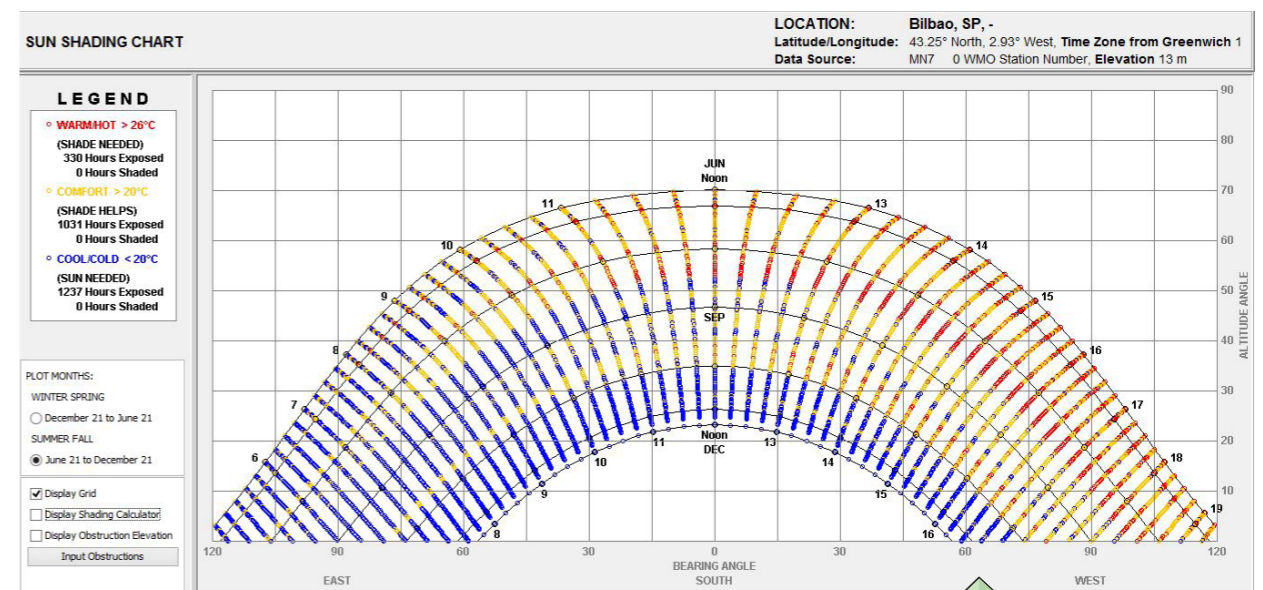 SUN SHADING CHART
LOCATION: Bilbao, SP, -
Latitude/Longitude: 43.25° North, 2.93° West, Time Zone from Greenwich 1
Data Source: MN7 0 WMO Station Number, Elevation 13 m
LEGEND
WARM/HOT > 26°C
(SHADE NEEDED)
330 Hours Exposed
0 Hours Shaded
COMFORT > 20°C
(SHADE HELPS)
1031 Hours Exposed
0 Hours Shaded
COOL/COLD < 20°C
(SUN NEEDED)
1237 Hours Exposed
0 Hours Shaded
PLOT MONTHS:
WINTER SPRING
December 21 to June 21
SUMMER FALL
June 21 to December 21
Display Grid
Display Shading Calculator
Display Obstruction Elevation
Input Obstructions
90
80
70
60
50
40
30
20
10
ALTITUDE ANGLE
JUN
Noon
11
13
10
14
9
15
8
16
7
17
6
18
19
SEP
Noon
DEC
11
13
10
14
9
15
8
16
120 90 60 30 0 30 60 90 120
BEARING ANGLE
EAST SOUTH WEST